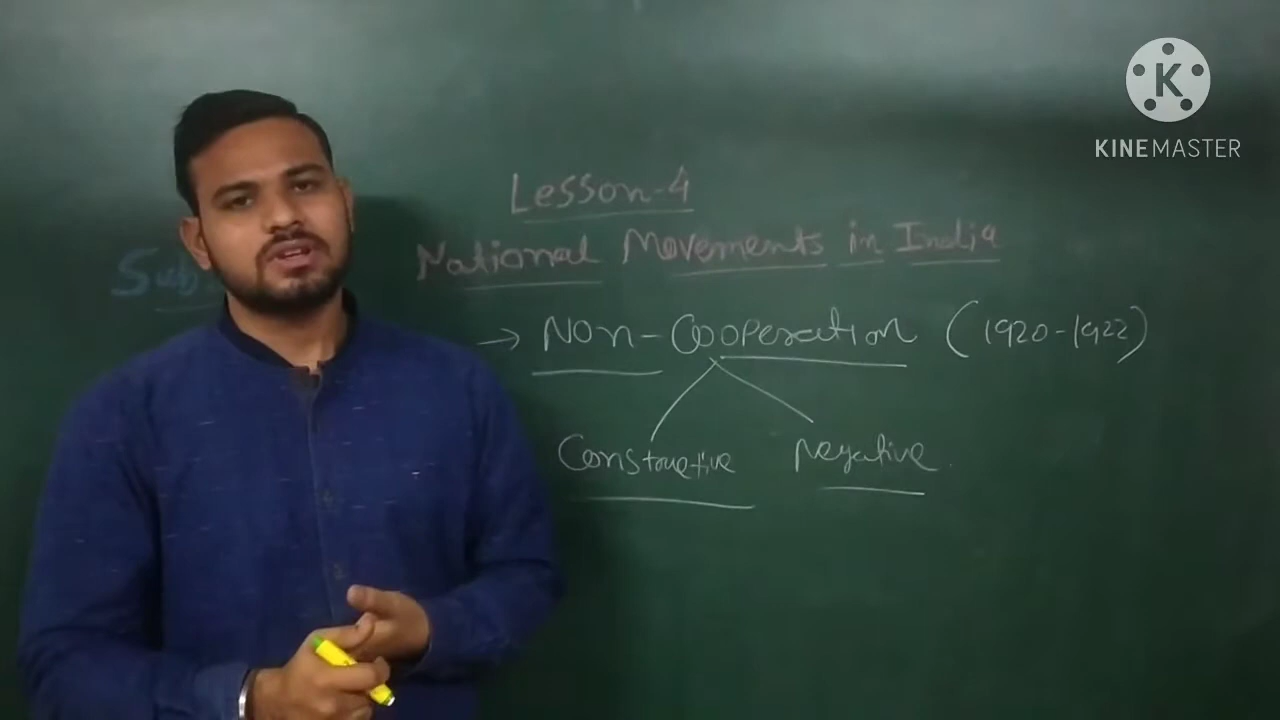 KINEMASTER
Lesson-4
National Movements in India
→ Non-Cooperation (1920-1922)
Constructive Negative